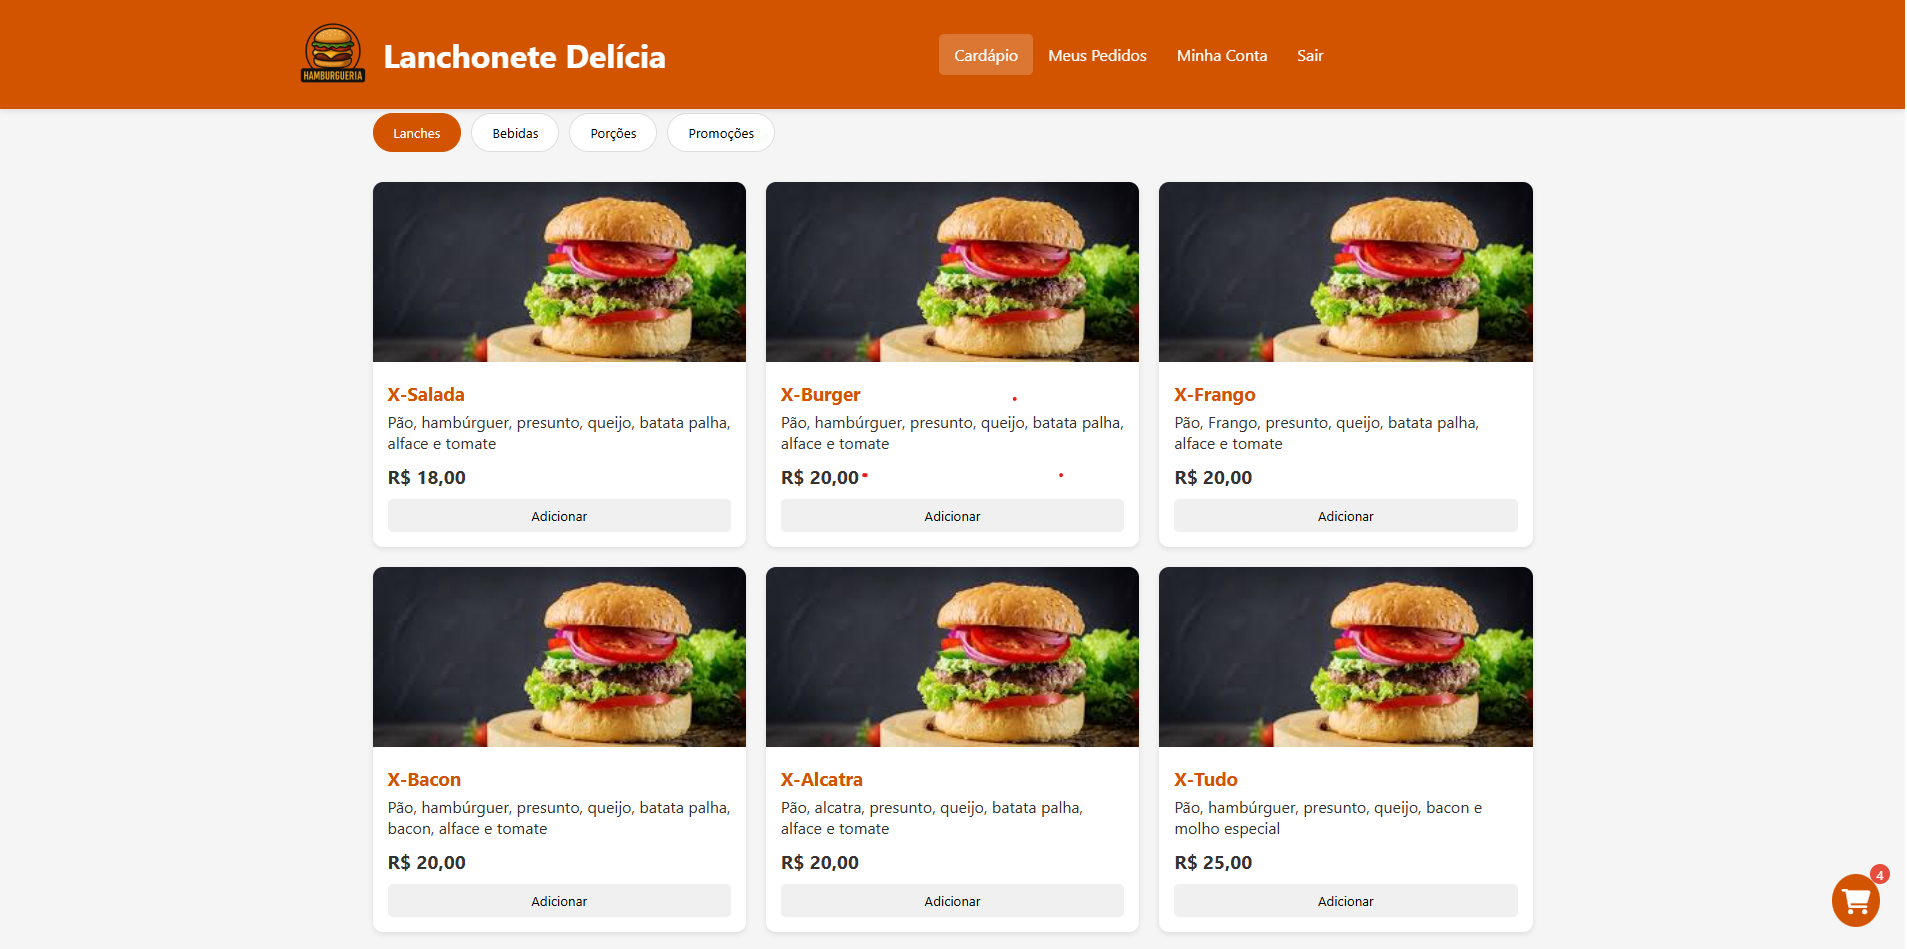 HAMBURGUERIA
Lanchonete Delícia
Cardápio
Meus Pedidos
Minha Conta
Sair
Lanches
Bebidas
Porções
Promoções
X-Salada
Pão, hambúrguer, presunto, queijo, batata palha,
alface e tomate
R$ 18,00
Adicionar
X-Burger
Pão, hambúrguer, presunto, queijo, batata palha,
alface e tomate
R$ 20,00
Adicionar
X-Frango
Pão, Frango, presunto, queijo, batata palha,
alface e tomate
R$ 20,00
Adicionar
X-Bacon
Pão, hambúrguer, presunto, queijo, batata palha,
bacon, alface e tomate
R$ 20,00
Adicionar
X-Alcatra
Pão, alcatra, presunto, queijo, batata palha,
alface e tomate
R$ 20,00
Adicionar
X-Tudo
Pão, hambúrguer, presunto, queijo, bacon e
molho especial
R$ 25,00
Adicionar
4